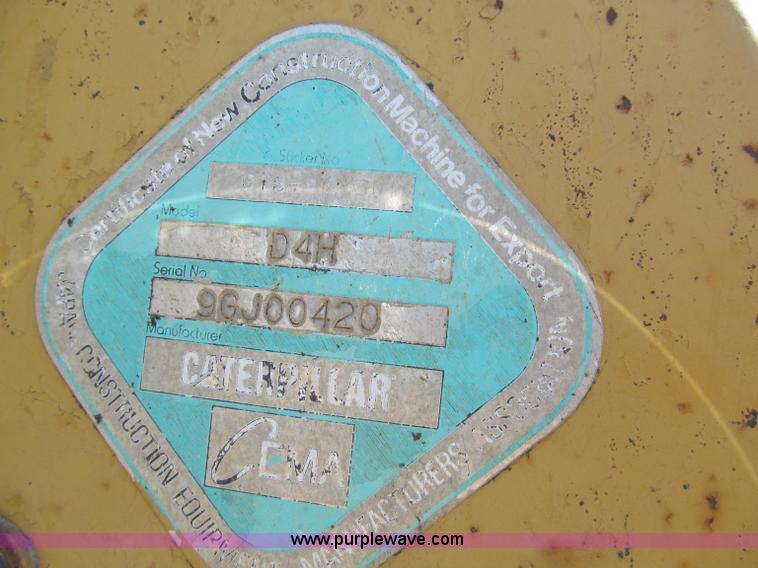 Certificate of New Construction Machine for Export
Sticker No
Model
D4H
Serial No
9GJ00420
Manufacturer
CATERPILLAR
CEMA
CONSTRUCTION EQUIPMENT MANUFACTURERS
www.purplewave.com